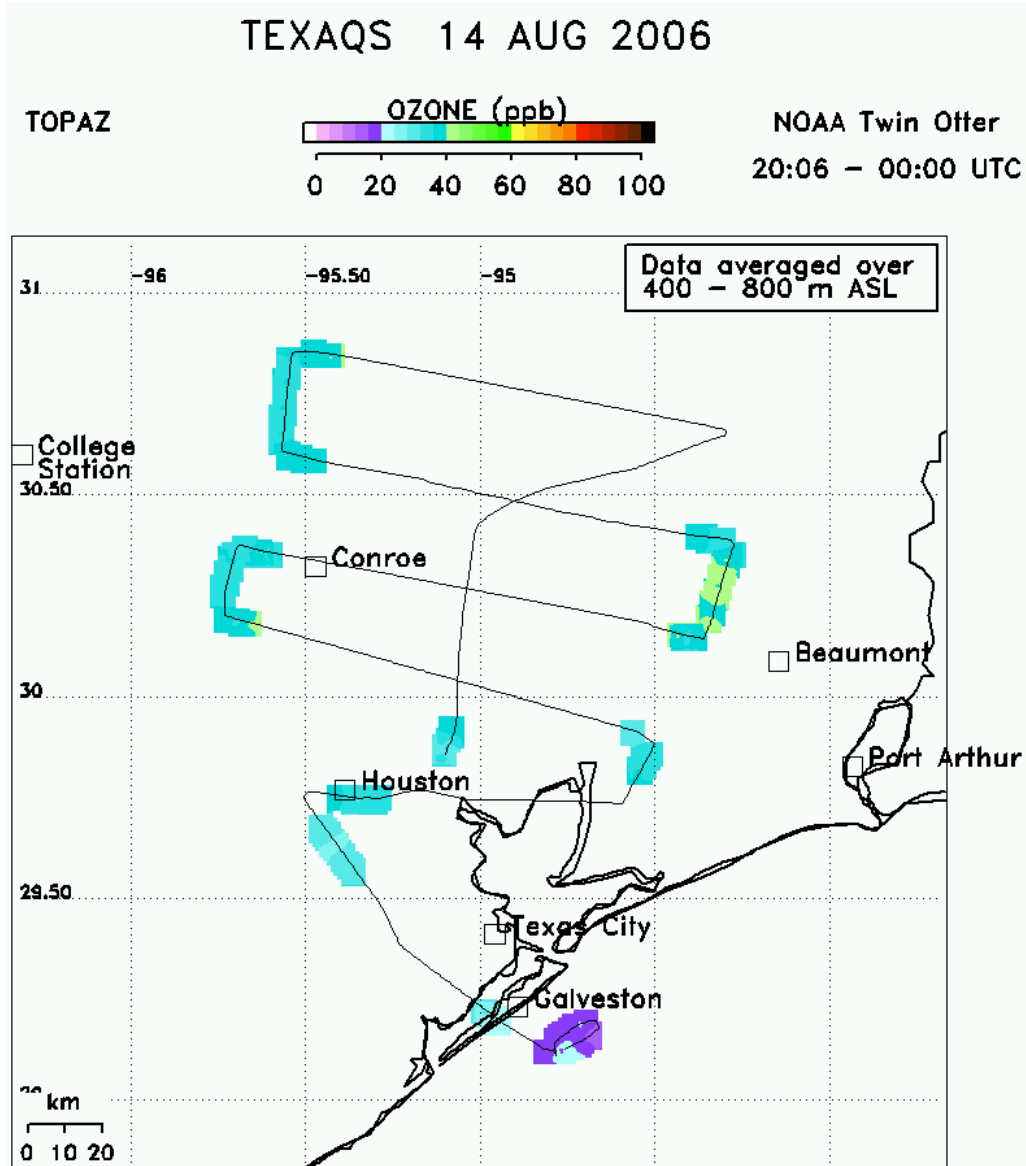 TEXAQS 14 AUG 2006
TOPAZ
OZONE (ppb)
NOAA Twin Otter
0 20 40 60 80 100
20:06 – 00:00 UTC
Data averaged over
400 – 800 m ASL
-96 -95.50 -95
31
College
Station
30.50
Conroe
Beaumont
30
Port Arthur
Houston
29.50
Texas City
Galveston
km
0 10 20